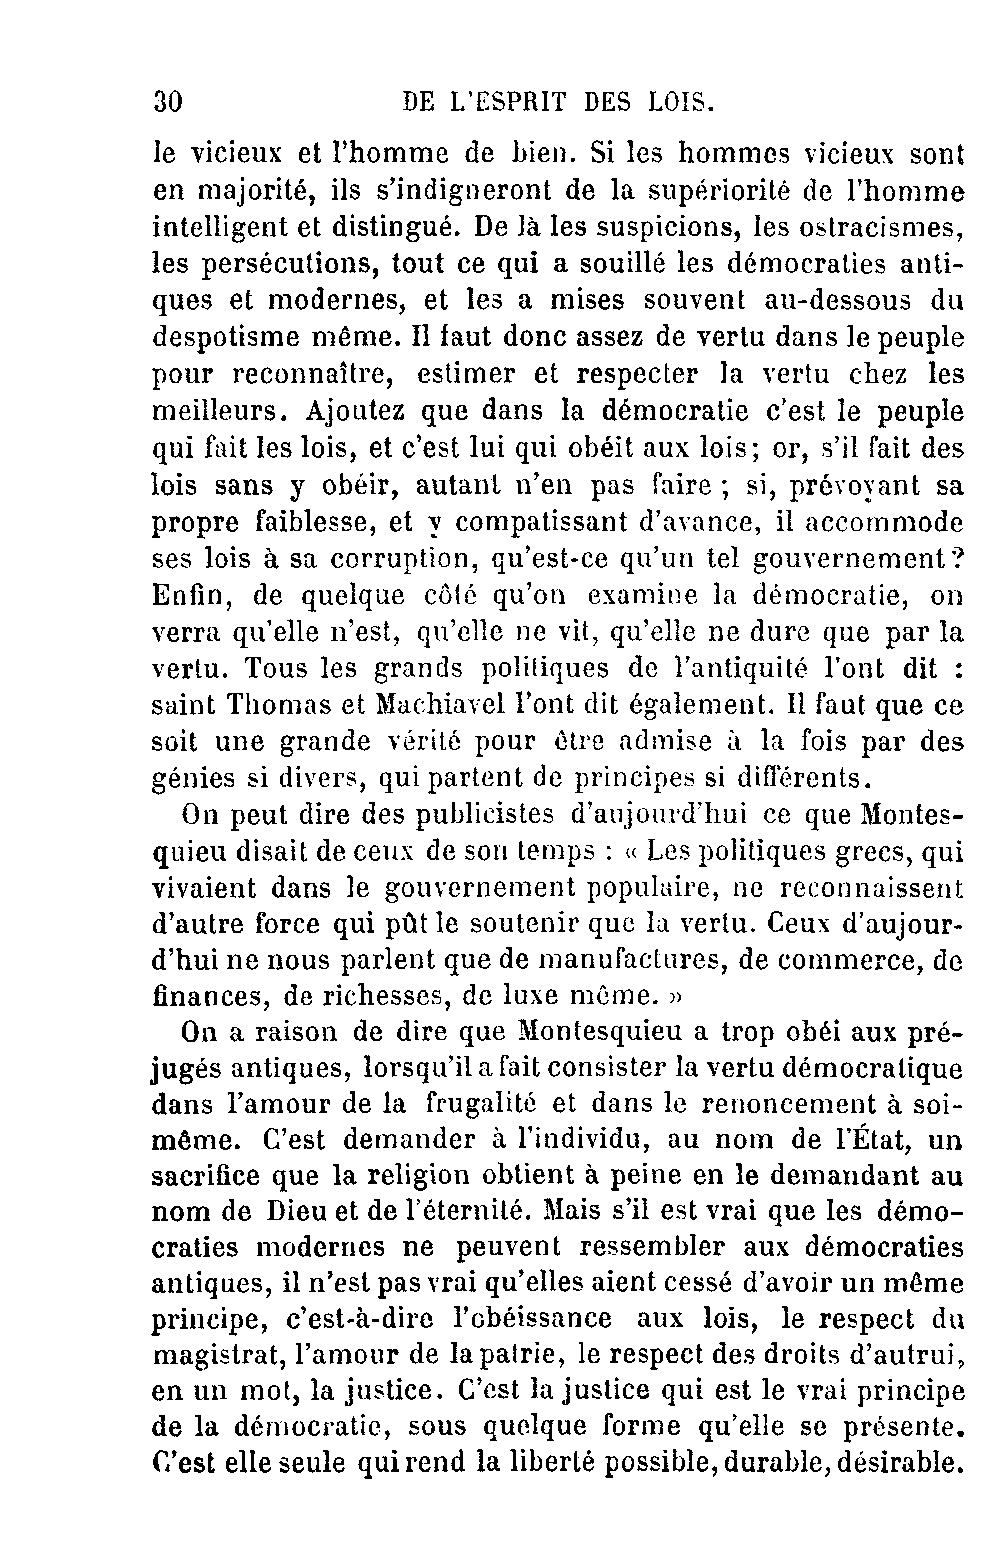 30 DE L'ESPRIT DES LOIS.
le vicieux et l'homme de bien. Si les hommes vicieux sont
en majorité, ils s'indigneront de la supériorité de l'homme
intelligent et distingué. De là les suspicions, les ostracismes,
les persécutions, tout ce qui a souillé les démocraties anti-
ques et modernes, et les a mises souvent au-dessous du
despotisme même. Il faut donc assez de vertu dans le peuple
pour reconnaître, estimer et respecter la vertu chez les
meilleurs. Ajoutez que dans la démocratie c'est le peuple
qui fait les lois, et c'est lui qui obéit aux lois; or, s'il fait des
lois sans y obéir, autant n'en pas faire ; si, prévoyant sa
propre faiblesse, et y compatissant d'avance, il accommode
ses lois à sa corruption, qu'est-ce qu'un tel gouvernement?
Enfin, de quelque côté qu'on examine la démocratie, on
verra qu'elle n'est, qu'elle ne vit, qu'elle ne dure que par la
vertu. Tous les grands politiques de l'antiquité l'ont dit :
saint Thomas et Machiavel l'ont dit également. Il faut que ce
soit une grande vérité pour être admise à la fois par des
génies si divers, qui partent de principes si différents.
On peut dire des publicistes d'aujourd'hui ce que Montes-
quieu disait de ceux de son temps : « Les politiques grecs, qui
vivaient dans le gouvernement populaire, ne reconnaissent
d'autre force qui pût le soutenir que la vertu. Ceux d'aujour-
d'hui ne nous parlent que de manufactures, de commerce, de
finances, de richesses, de luxe même. »
On a raison de dire que Montesquieu a trop obéi aux pré-
jugés antiques, lorsqu'il a fait consister la vertu démocratique
dans l'amour de la frugalité et dans le renoncement à soi-
même. C'est demander à l'individu, au nom de l'État, un
sacrifice que la religion obtient à peine en le demandant au
nom de Dieu et de l'éternité. Mais s'il est vrai que les démo-
craties modernes ne peuvent ressembler aux démocraties
antiques, il n'est pas vrai qu'elles aient cessé d'avoir un même
principe, c'est-à-dire l'obéissance aux lois, le respect du
magistrat, l'amour de la patrie, le respect des droits d'autrui,
en un mot, la justice. C'est la justice qui est le vrai principe
de la démocratie, sous quelque forme qu'elle se présente.
C'est elle seule qui rend la liberté possible, durable, désirable.